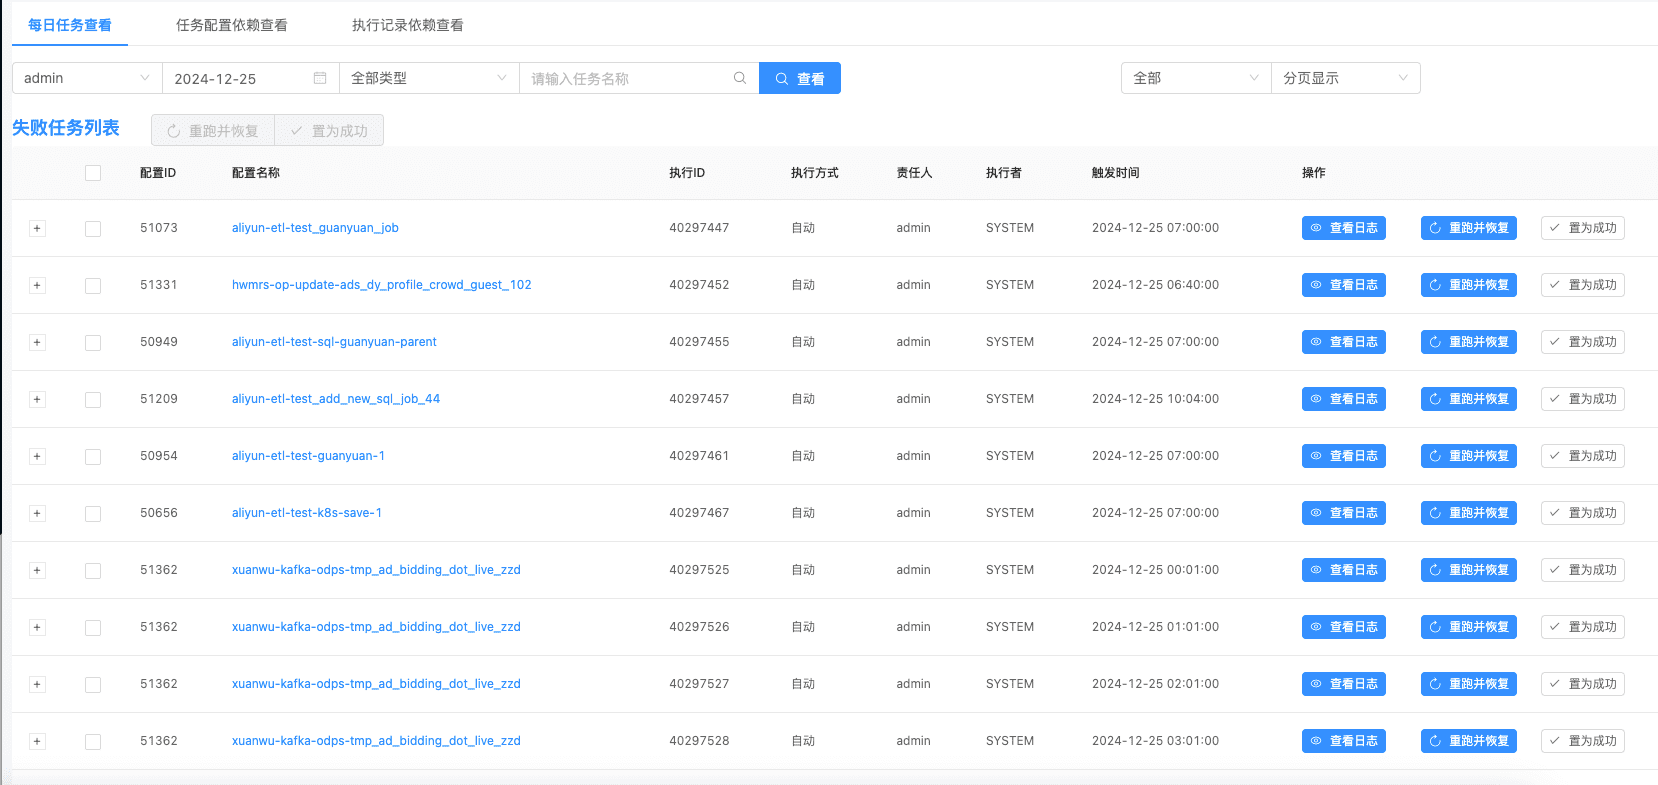 每日任务查看 任务配置依赖查看 执行记录依赖查看
admin 2024-12-25 全部类型 请输入任务名称 查看 全部 分页显示
失败任务列表 重跑并恢复 置为成功
配置ID 配置名称 执行ID 执行方式 责任人 执行者 触发时间 操作
+ 51073 aliyun-etl-test_guanyuan_job 40297447 自动 admin SYSTEM 2024-12-25 07:00:00 查看日志 重跑并恢复 置为成功
+ 51331 hwmrs-op-update-ads_dy_profile_crowd_guest_102 40297452 自动 admin SYSTEM 2024-12-25 06:40:00 查看日志 重跑并恢复 置为成功
+ 50949 aliyun-etl-test-sql-guanyuan-parent 40297455 自动 admin SYSTEM 2024-12-25 07:00:00 查看日志 重跑并恢复 置为成功
+ 51209 aliyun-etl-test_add_new_sql_job_44 40297457 自动 admin SYSTEM 2024-12-25 10:04:00 查看日志 重跑并恢复 置为成功
+ 50954 aliyun-etl-test-guanyuan-1 40297461 自动 admin SYSTEM 2024-12-25 07:00:00 查看日志 重跑并恢复 置为成功
+ 50656 aliyun-etl-test-k8s-save-1 40297467 自动 admin SYSTEM 2024-12-25 07:00:00 查看日志 重跑并恢复 置为成功
+ 51362 xuanwu-kafka-odps-tmp_ad_bidding_dot_live_zzd 40297525 自动 admin SYSTEM 2024-12-25 00:01:00 查看日志 重跑并恢复 置为成功
+ 51362 xuanwu-kafka-odps-tmp_ad_bidding_dot_live_zzd 40297526 自动 admin SYSTEM 2024-12-25 01:01:00 查看日志 重跑并恢复 置为成功
+ 51362 xuanwu-kafka-odps-tmp_ad_bidding_dot_live_zzd 40297527 自动 admin SYSTEM 2024-12-25 02:01:00 查看日志 重跑并恢复 置为成功
+ 51362 xuanwu-kafka-odps-tmp_ad_bidding_dot_live_zzd 40297528 自动 admin SYSTEM 2024-12-25 03:01:00 查看日志 重跑并恢复 置为成功